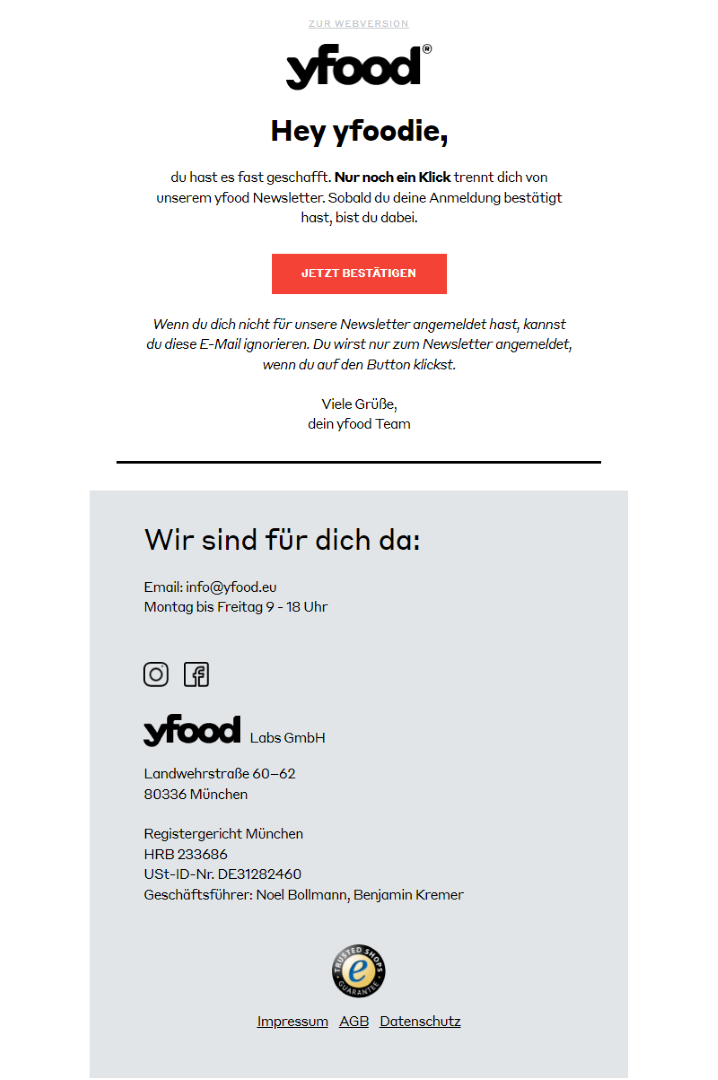 ZUR WEBVERSION
yfood®
Hey yfoodie,
du hast es fast geschafft. Nur noch ein Klick trennt dich von
unserem yfood Newsletter. Sobald du deine Anmeldung bestätigt
hast, bist du dabei.
JETZT BESTÄTIGEN
Wenn du dich nicht für unsere Newsletter angemeldet hast, kannst
du diese E-Mail ignorieren. Du wirst nur zum Newsletter angemeldet,
wenn du auf den Button klickst.
Viele Grüße,
dein yfood Team
Wir sind für dich da:
Email: info@yfood.eu
Montag bis Freitag 9 - 18 Uhr
yfood Labs GmbH
Landwehrstraße 60–62
80336 München
Registergericht München
HRB 233686
USt-ID-Nr. DE31282460
Geschäftsführer: Noel Bollmann, Benjamin Kremer
TRUSTED SHOPS
e
GUARANTEE
Impressum AGB Datenschutz